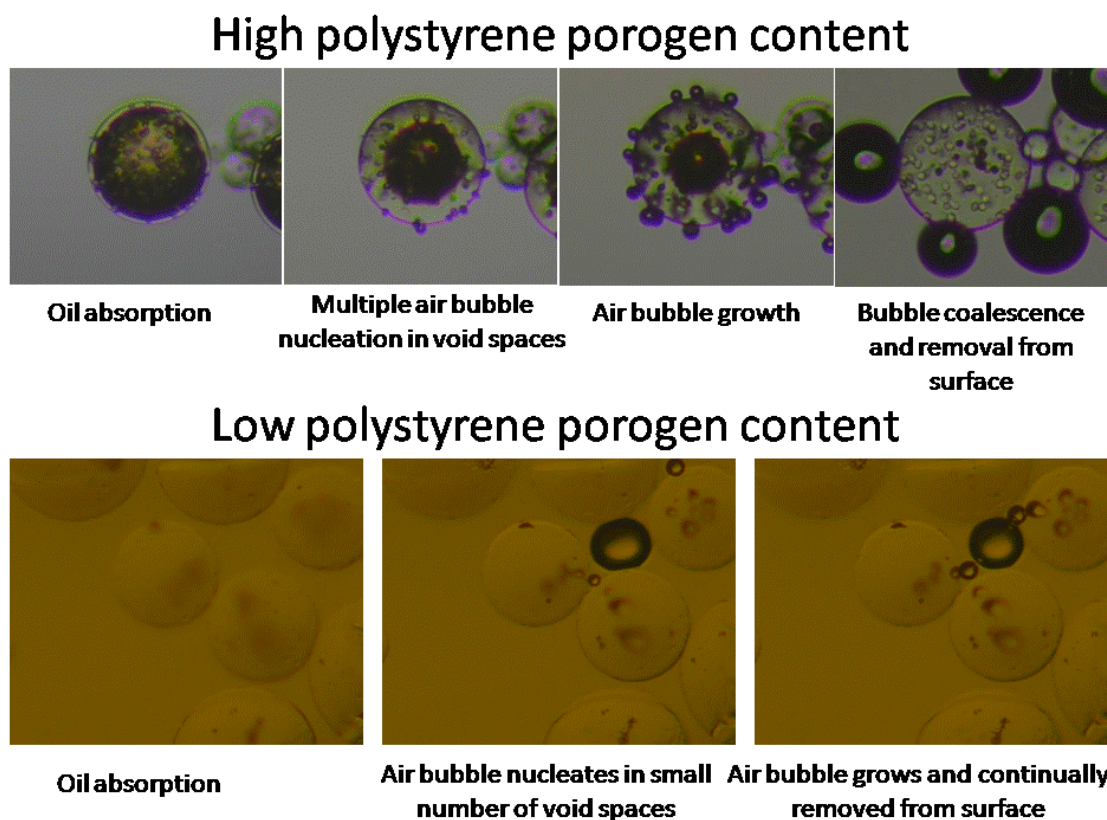 High polystyrene porogen content
Oil absorption
Multiple air bubble
nucleation in void spaces
Air bubble growth
Bubble coalescence
and removal from
surface
Low polystyrene porogen content
Oil absorption
Air bubble nucleates in small
number of void spaces
Air bubble grows and continually
removed from surface